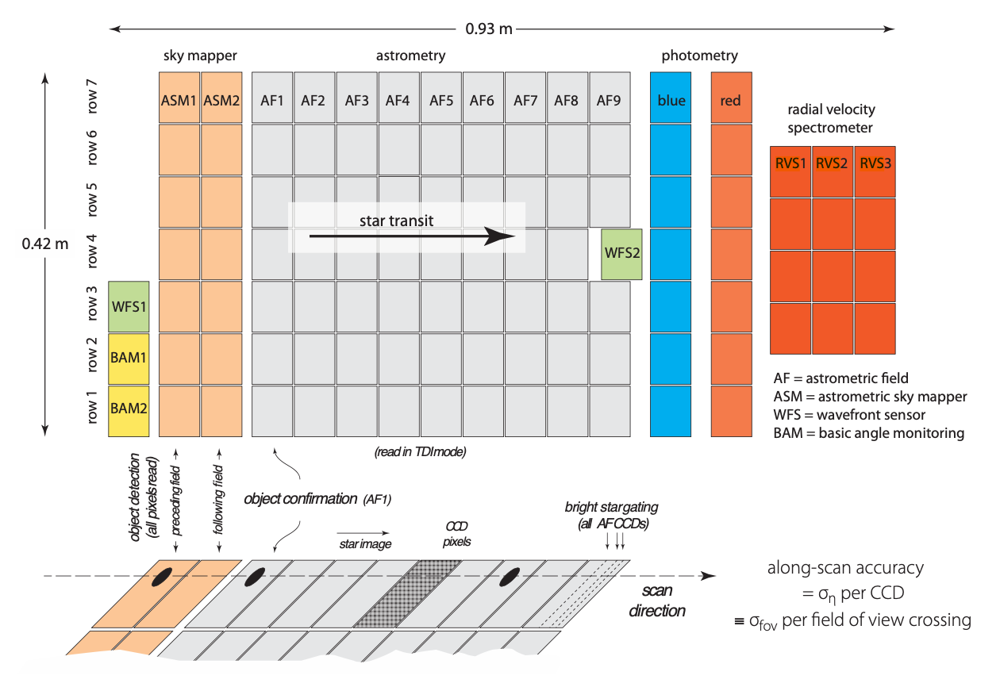 0.93 m
sky mapper
astrometry
photometry
row 7
ASM1 ASM2 AF1 AF2 AF3 AF4 AF5 AF6 AF7 AF8 AF9 blue red
radial velocity
spectrometer
row 6
RVS1 RVS2 RVS3
row 5
star transit
0.42 m
row 4
WFS2
row 3
WFS1
row 2
BAM1
row 1
BAM2
AF = astrometric field
ASM = astrometric sky mapper
WFS = wavefront sensor
BAM = basic angle monitoring
(read in TDI mode)
object detection
(all pixels read)
preceding field
following field
object confirmation (AF1)
star image
CCD
pixels
bright star gating
(all AF CCDs)
scan
direction
along-scan accuracy
= ση per CCD
≡ σfov per field of view crossing